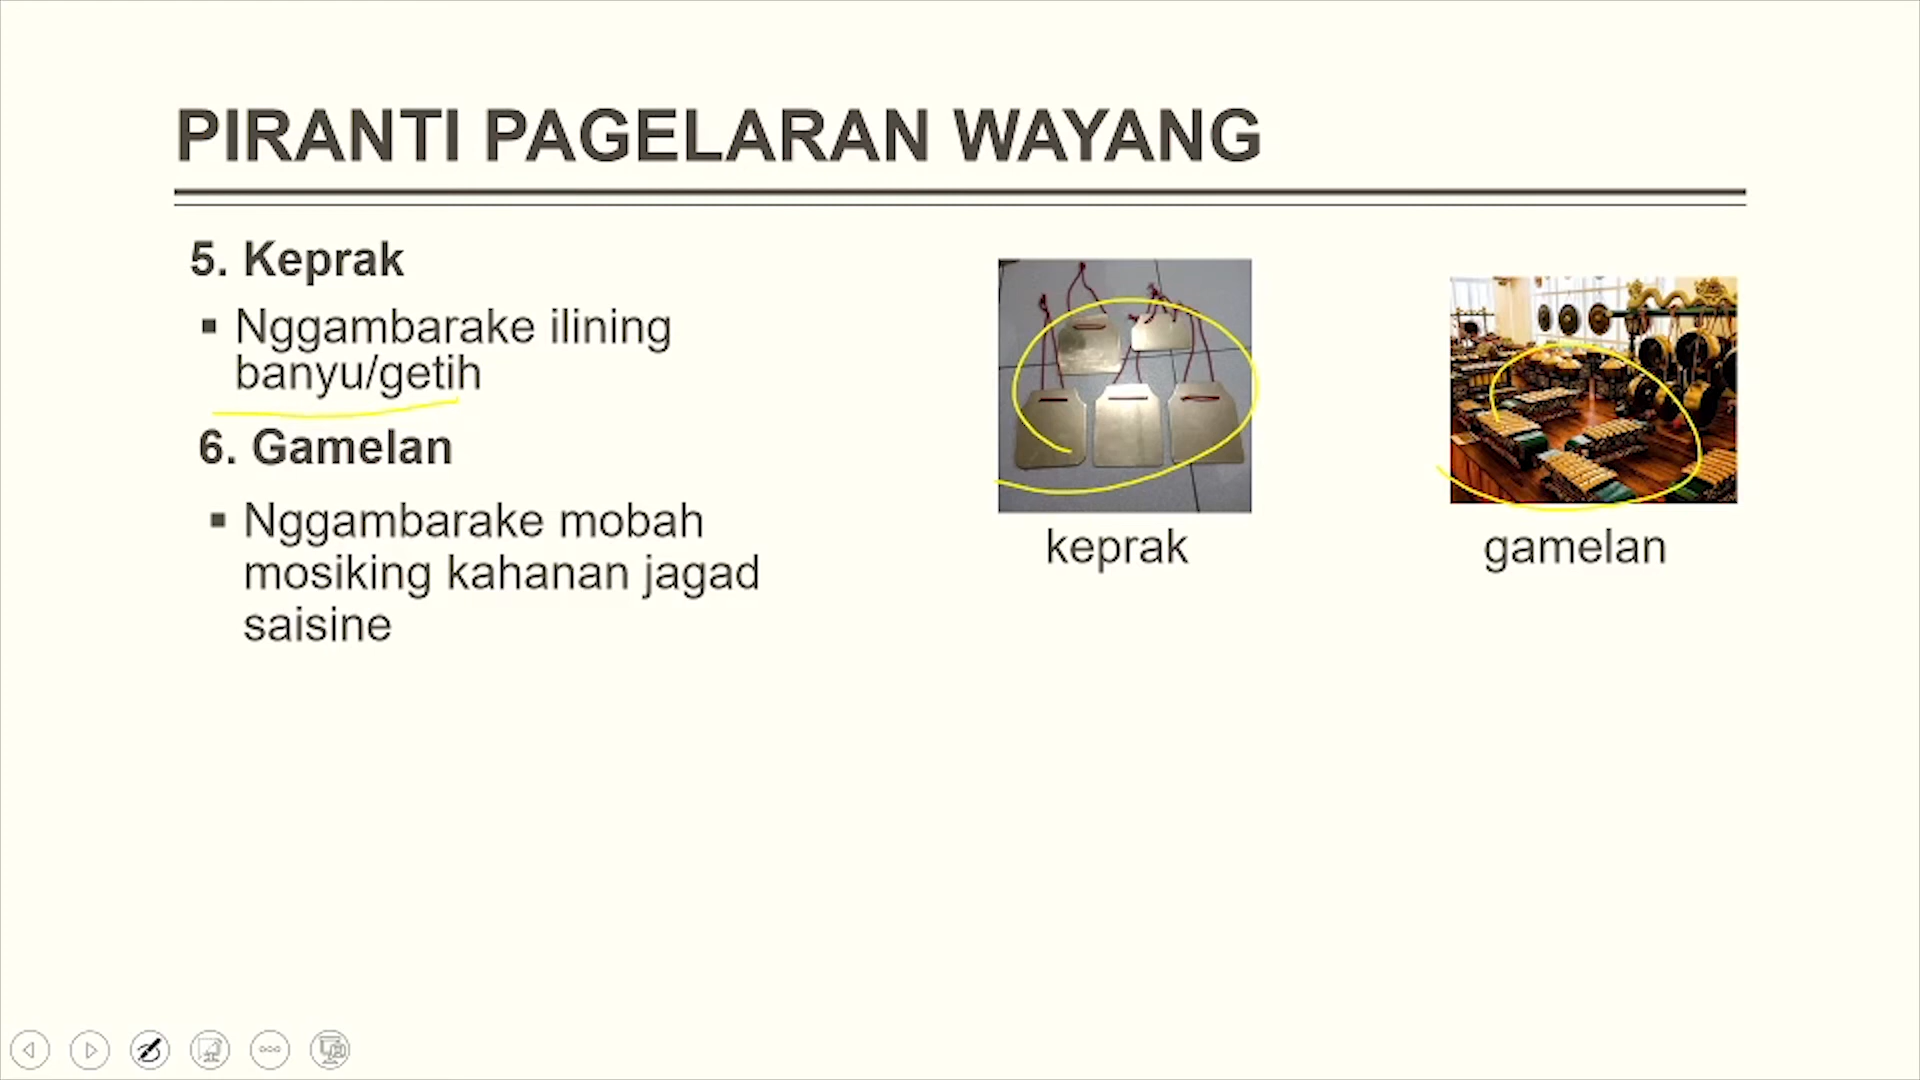 PIRANTI PAGELARAN WAYANG
5. Keprak
▪ Nggambarake ilining
banyu/getih
6. Gamelan
▪ Nggambarake mobah
mosiking kahanan jagad
saisine
keprak
gamelan